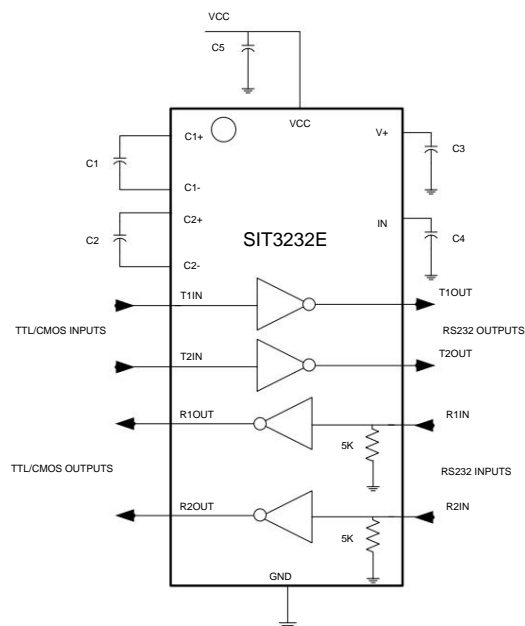 VCC
C5
VCC
C1+
V+
C1
C3
C1-
C2+
IN
C2
SIT3232E
C4
C2-
T1IN
T1OUT
TTL/CMOS INPUTS
RS232 OUTPUTS
T2IN
T2OUT
R1OUT
R1IN
5K
TTL/CMOS OUTPUTS
RS232 INPUTS
R2OUT
R2IN
5K
GND